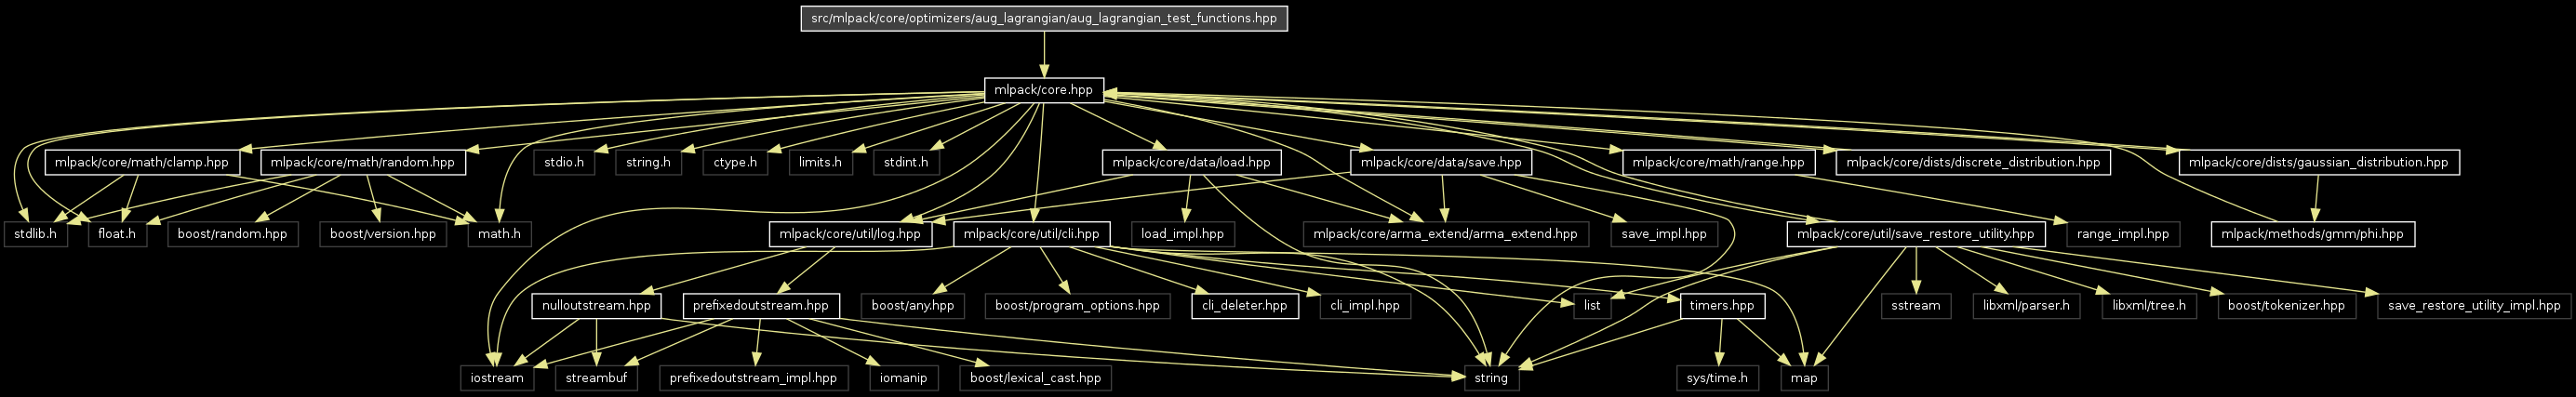 src/mlpack/core/optimizers/aug_lagrangian/aug_lagrangian_test_functions.hpp
mlpack/core.hpp
mlpack/core/math/clamp.hpp
mlpack/core/math/random.hpp
stdio.h
string.h
ctype.h
limits.h
stdint.h
mlpack/core/data/load.hpp
mlpack/core/data/save.hpp
mlpack/core/math/range.hpp
mlpack/core/dists/discrete_distribution.hpp
mlpack/core/dists/gaussian_distribution.hpp
stdlib.h
float.h
boost/random.hpp
boost/version.hpp
math.h
mlpack/core/util/log.hpp
mlpack/core/util/cli.hpp
load_impl.hpp
mlpack/core/arma_extend/arma_extend.hpp
save_impl.hpp
mlpack/core/util/save_restore_utility.hpp
range_impl.hpp
mlpack/methods/gmm/phi.hpp
nulloutstream.hpp
prefixedoutstream.hpp
boost/any.hpp
boost/program_options.hpp
cli_deleter.hpp
cli_impl.hpp
list
timers.hpp
sstream
libxml/parser.h
libxml/tree.h
boost/tokenizer.hpp
save_restore_utility_impl.hpp
iostream
streambuf
prefixedoutstream_impl.hpp
iomanip
boost/lexical_cast.hpp
string
sys/time.h
map